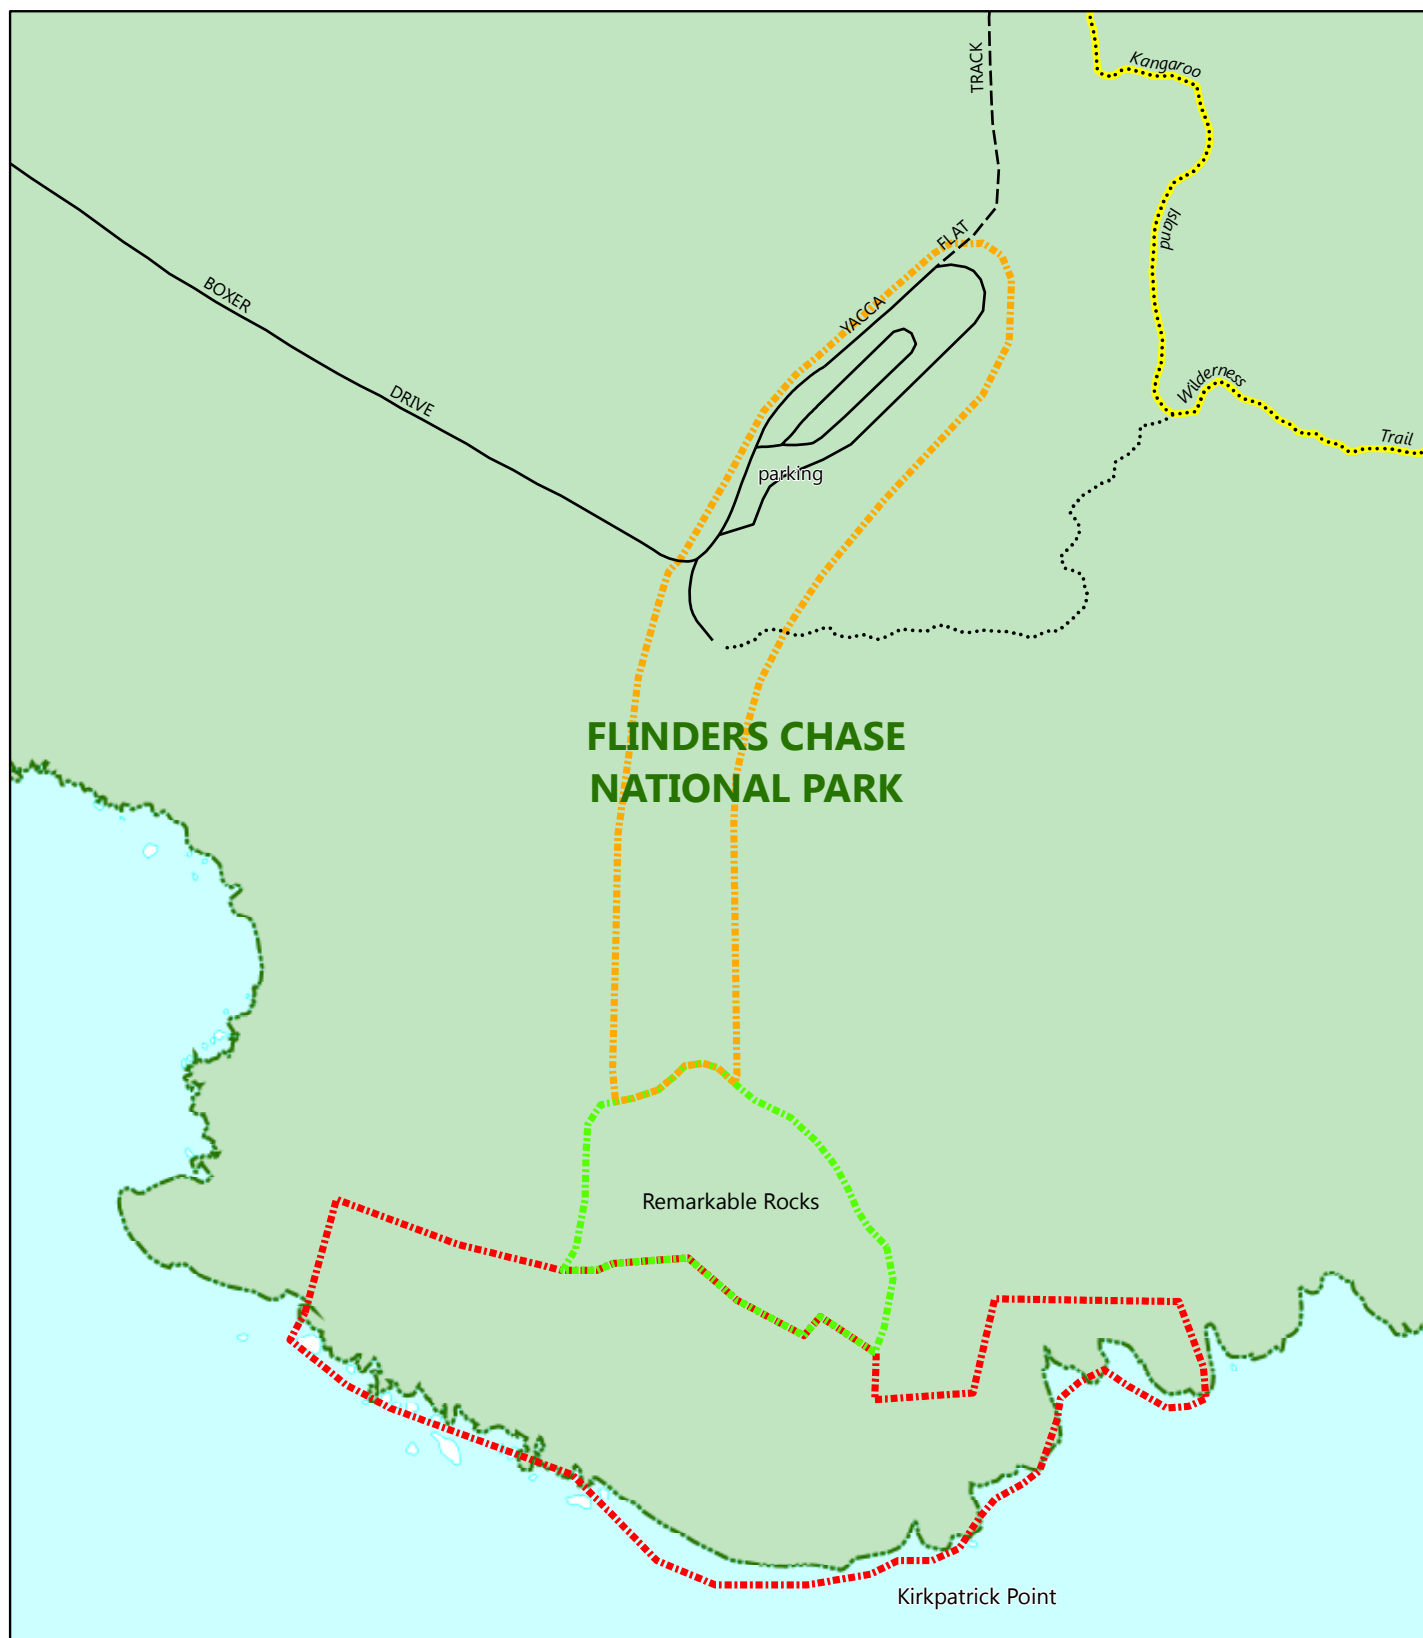 Kangaroo
TRACK
Island
FLAT
BOXER
YACCA
Wilderness
DRIVE
Trail
parking
FLINDERS CHASE
NATIONAL PARK
Remarkable Rocks
Kirkpatrick Point